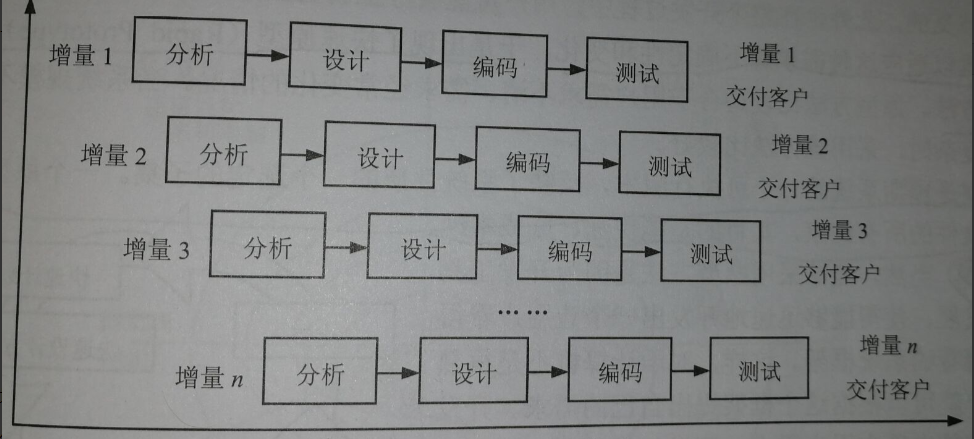 增量 1 分析 设计 编码 测试 增量 1
交付客户
增量 2 分析 设计 编码 测试 增量 2
交付客户
增量 3 分析 设计 编码 测试 增量 3
交付客户
……
增量 n 分析 设计 编码 测试 增量 n
交付客户